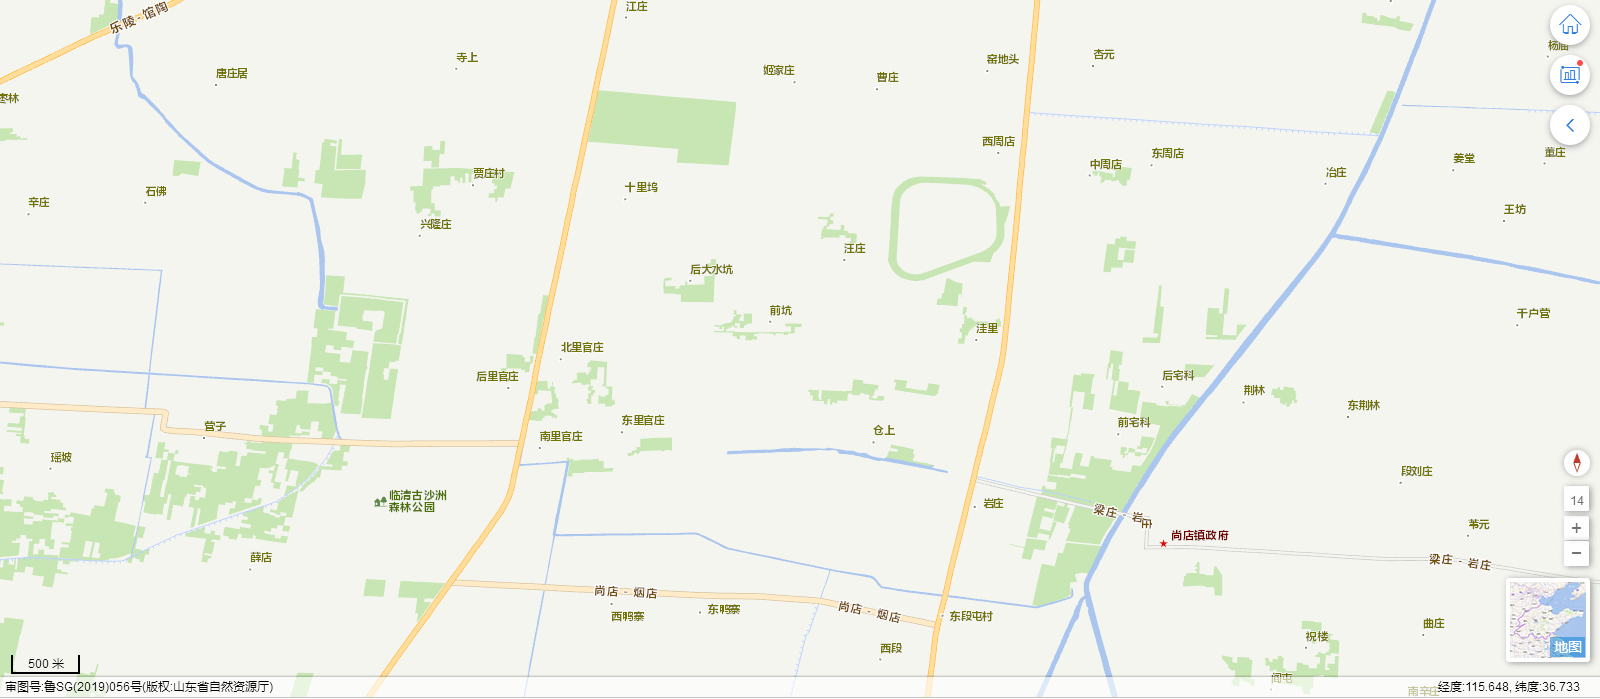 乐陵 - 馆陶
江庄
寺上
唐庄居
枣林
姬家庄
曹庄
窑地头
杏元
杨庙
西周店
中周店
东周店
冶庄
姜堂
董庄
贾庄村
十里坞
石佛
辛庄
兴隆庄
王坊
汪庄
后大水坑
前坑
洼里
千户营
北里官庄
后里官庄
后宅科
荆林
东荆林
营子
南里官庄
东里官庄
仓上
前宅科
瑶坡
临清古沙洲
森林公园
岩庄
梁庄 - 岩
段刘庄
14
苇元
尚店镇政府
薛店
梁庄 - 岩庄
尚店 - 烟店
西鸭寨
东鸭寨
尚店 - 烟店
东段屯村
西段
曲庄
祝楼
地图
闫屯
南辛庄
500 米
审图号:鲁SG(2019)056号(版权:山东省自然资源厅)
经度:115.648, 纬度:36.733